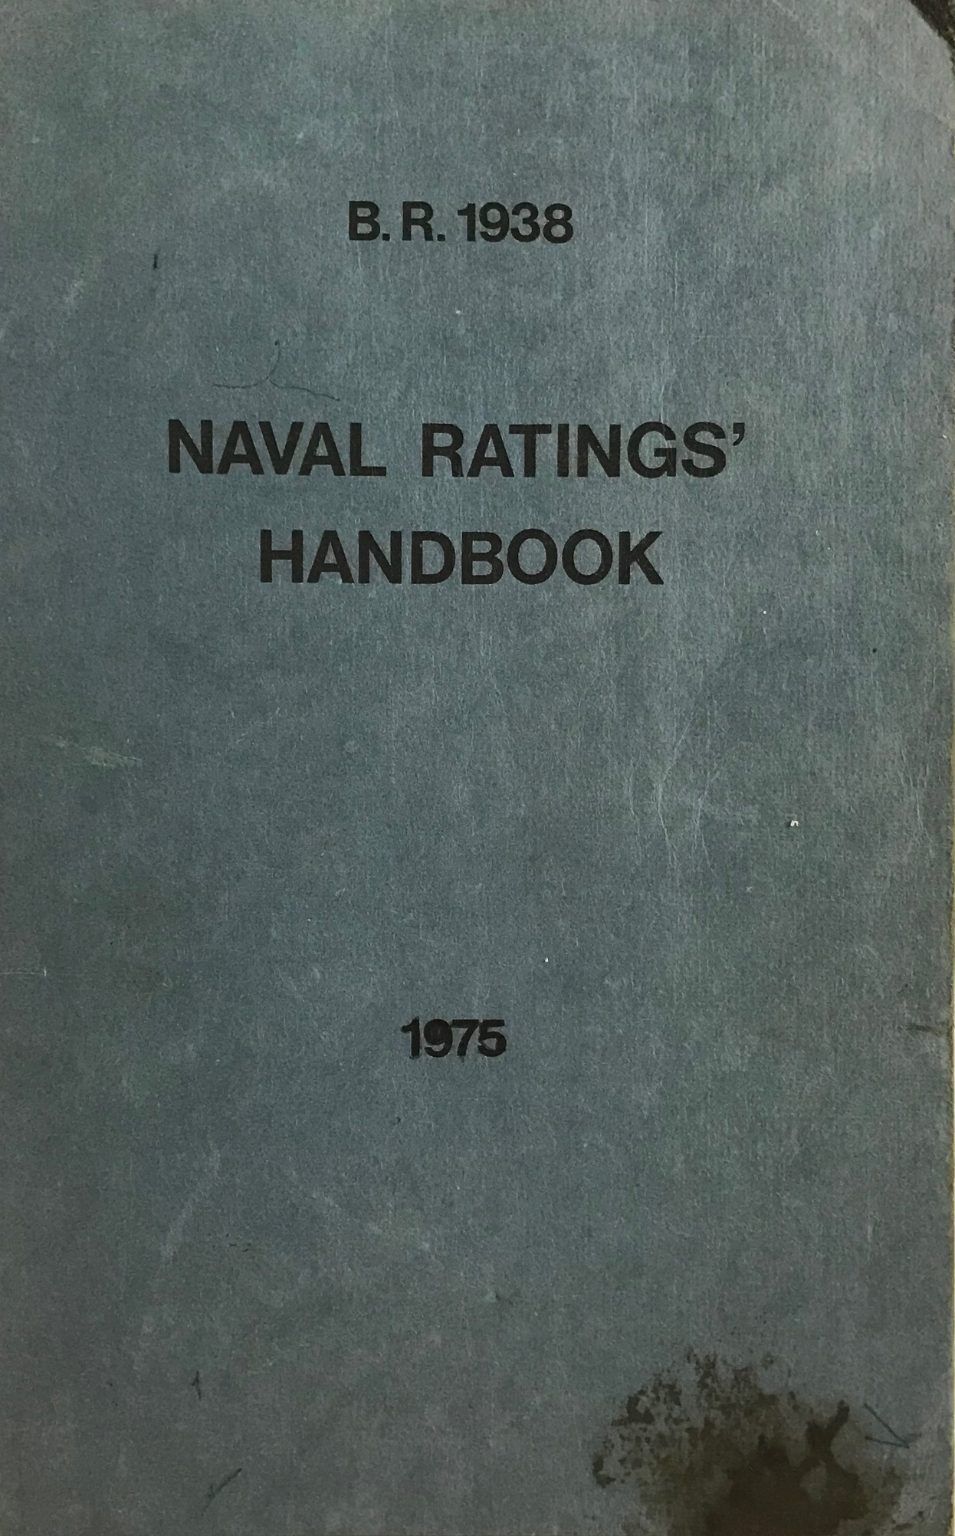 B.R. 1938
NAVAL RATINGS’
HANDBOOK
1975